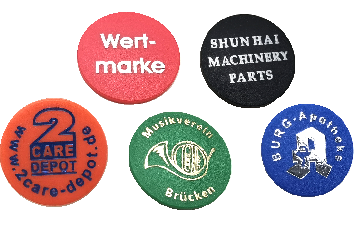 Wert-
marke
SHUN HAI
MACHINERY
PARTS
2
CARE
DEPOT
www.2care-depot.de
Musikverein
Brücken
BURG-Apotheke